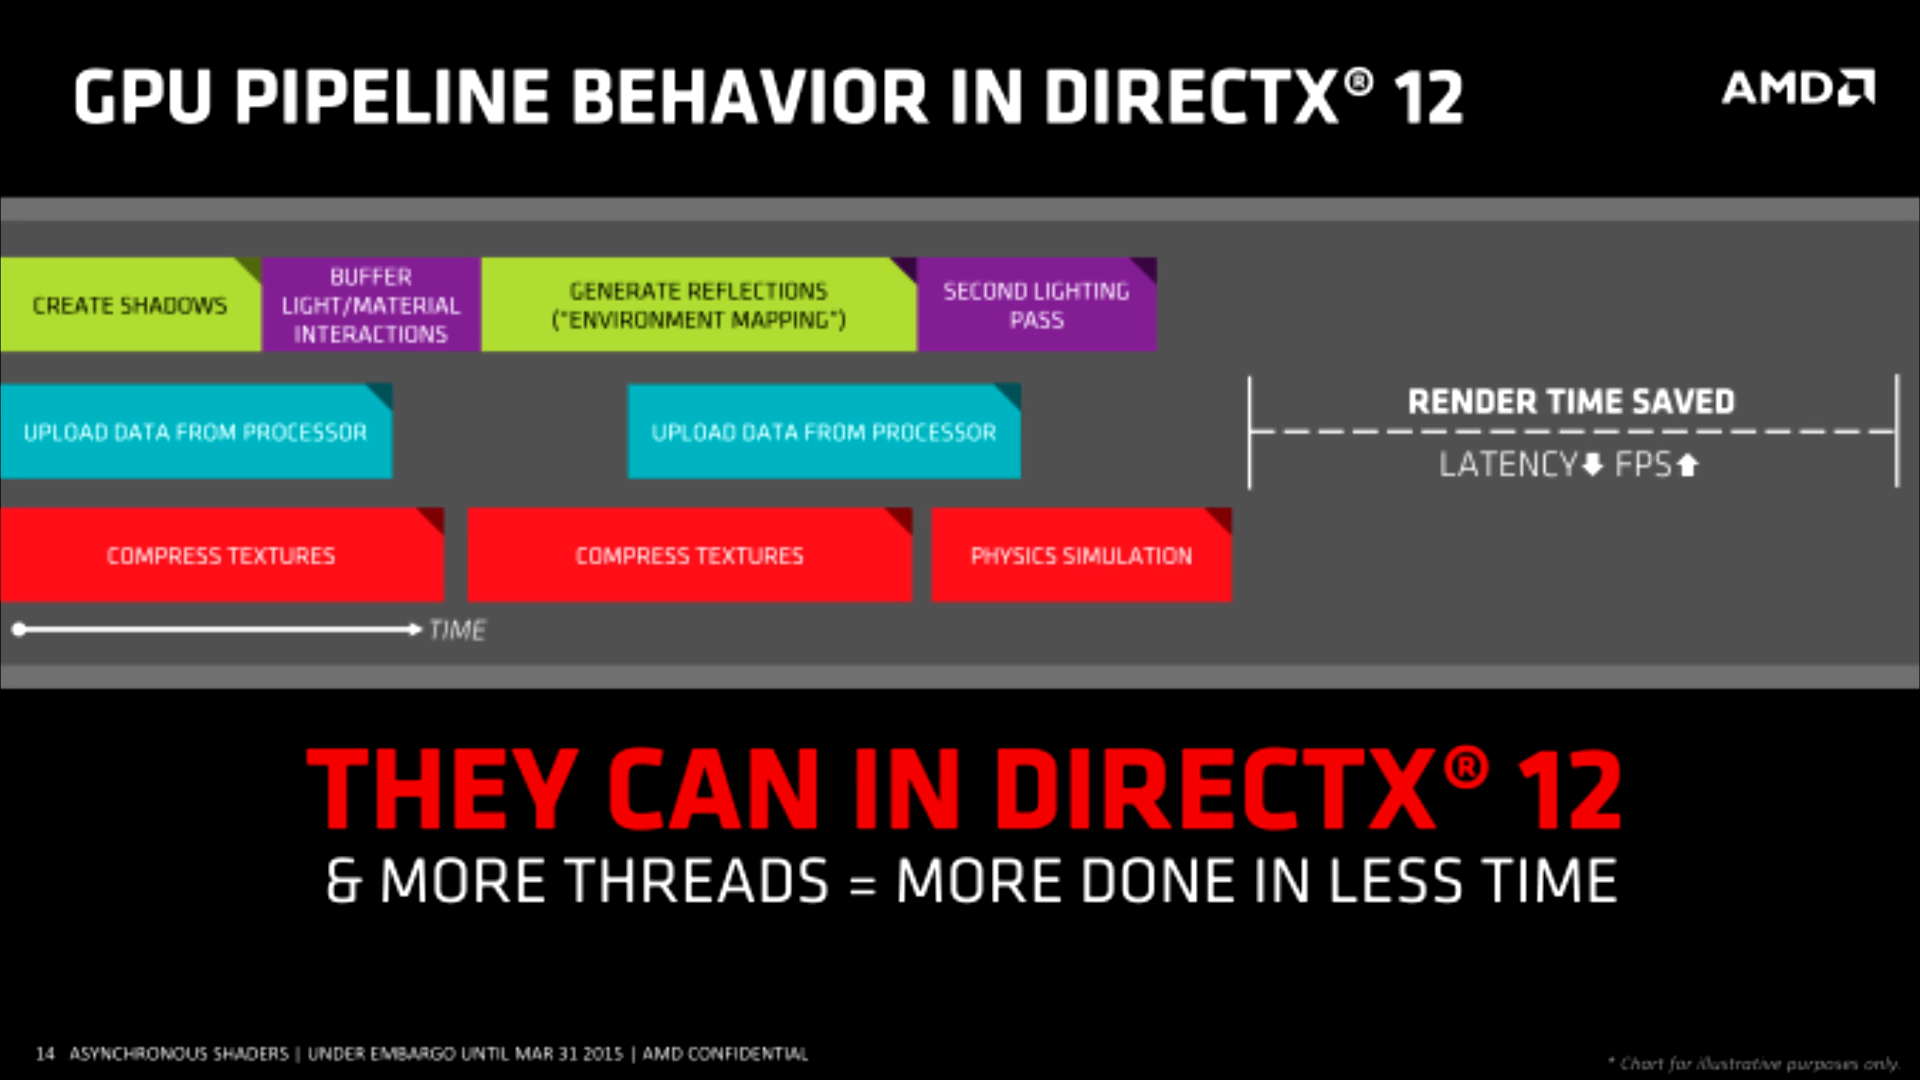 GPU PIPELINE BEHAVIOR IN DIRECTX® 12
AMD
CREATE SHADOWS
BUFFER
LIGHT/MATERIAL
INTERACTIONS
GENERATE REFLECTIONS
("ENVIRONMENT MAPPING")
SECOND LIGHTING
PASS
UPLOAD DATA FROM PROCESSOR
UPLOAD DATA FROM PROCESSOR
RENDER TIME SAVED
LATENCY⬇ FPS⬆
COMPRESS TEXTURES
COMPRESS TEXTURES
PHYSICS SIMULATION
TIME
THEY CAN IN DIRECTX® 12
& MORE THREADS = MORE DONE IN LESS TIME
14 ASYNCHRONOUS SHADERS | UNDER EMBARGO UNTIL MAR 31 2015 | AMD CONFIDENTIAL
* Chart for illustrative purposes only.